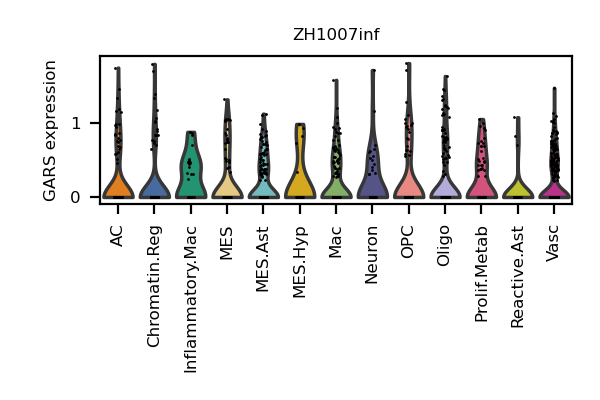 ZH1007inf
GARS expression
1
0
AC
Chromatin.Reg
Inflammatory.Mac
MES
MES.Ast
MES.Hyp
Mac
Neuron
OPC
Oligo
Prolif.Metab
Reactive.Ast
Vasc